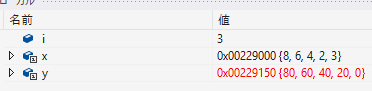 名前 値
i 3
x 0x00229000 {8, 6, 4, 2, 3}
y 0x00229150 {80, 60, 40, 20, 0}